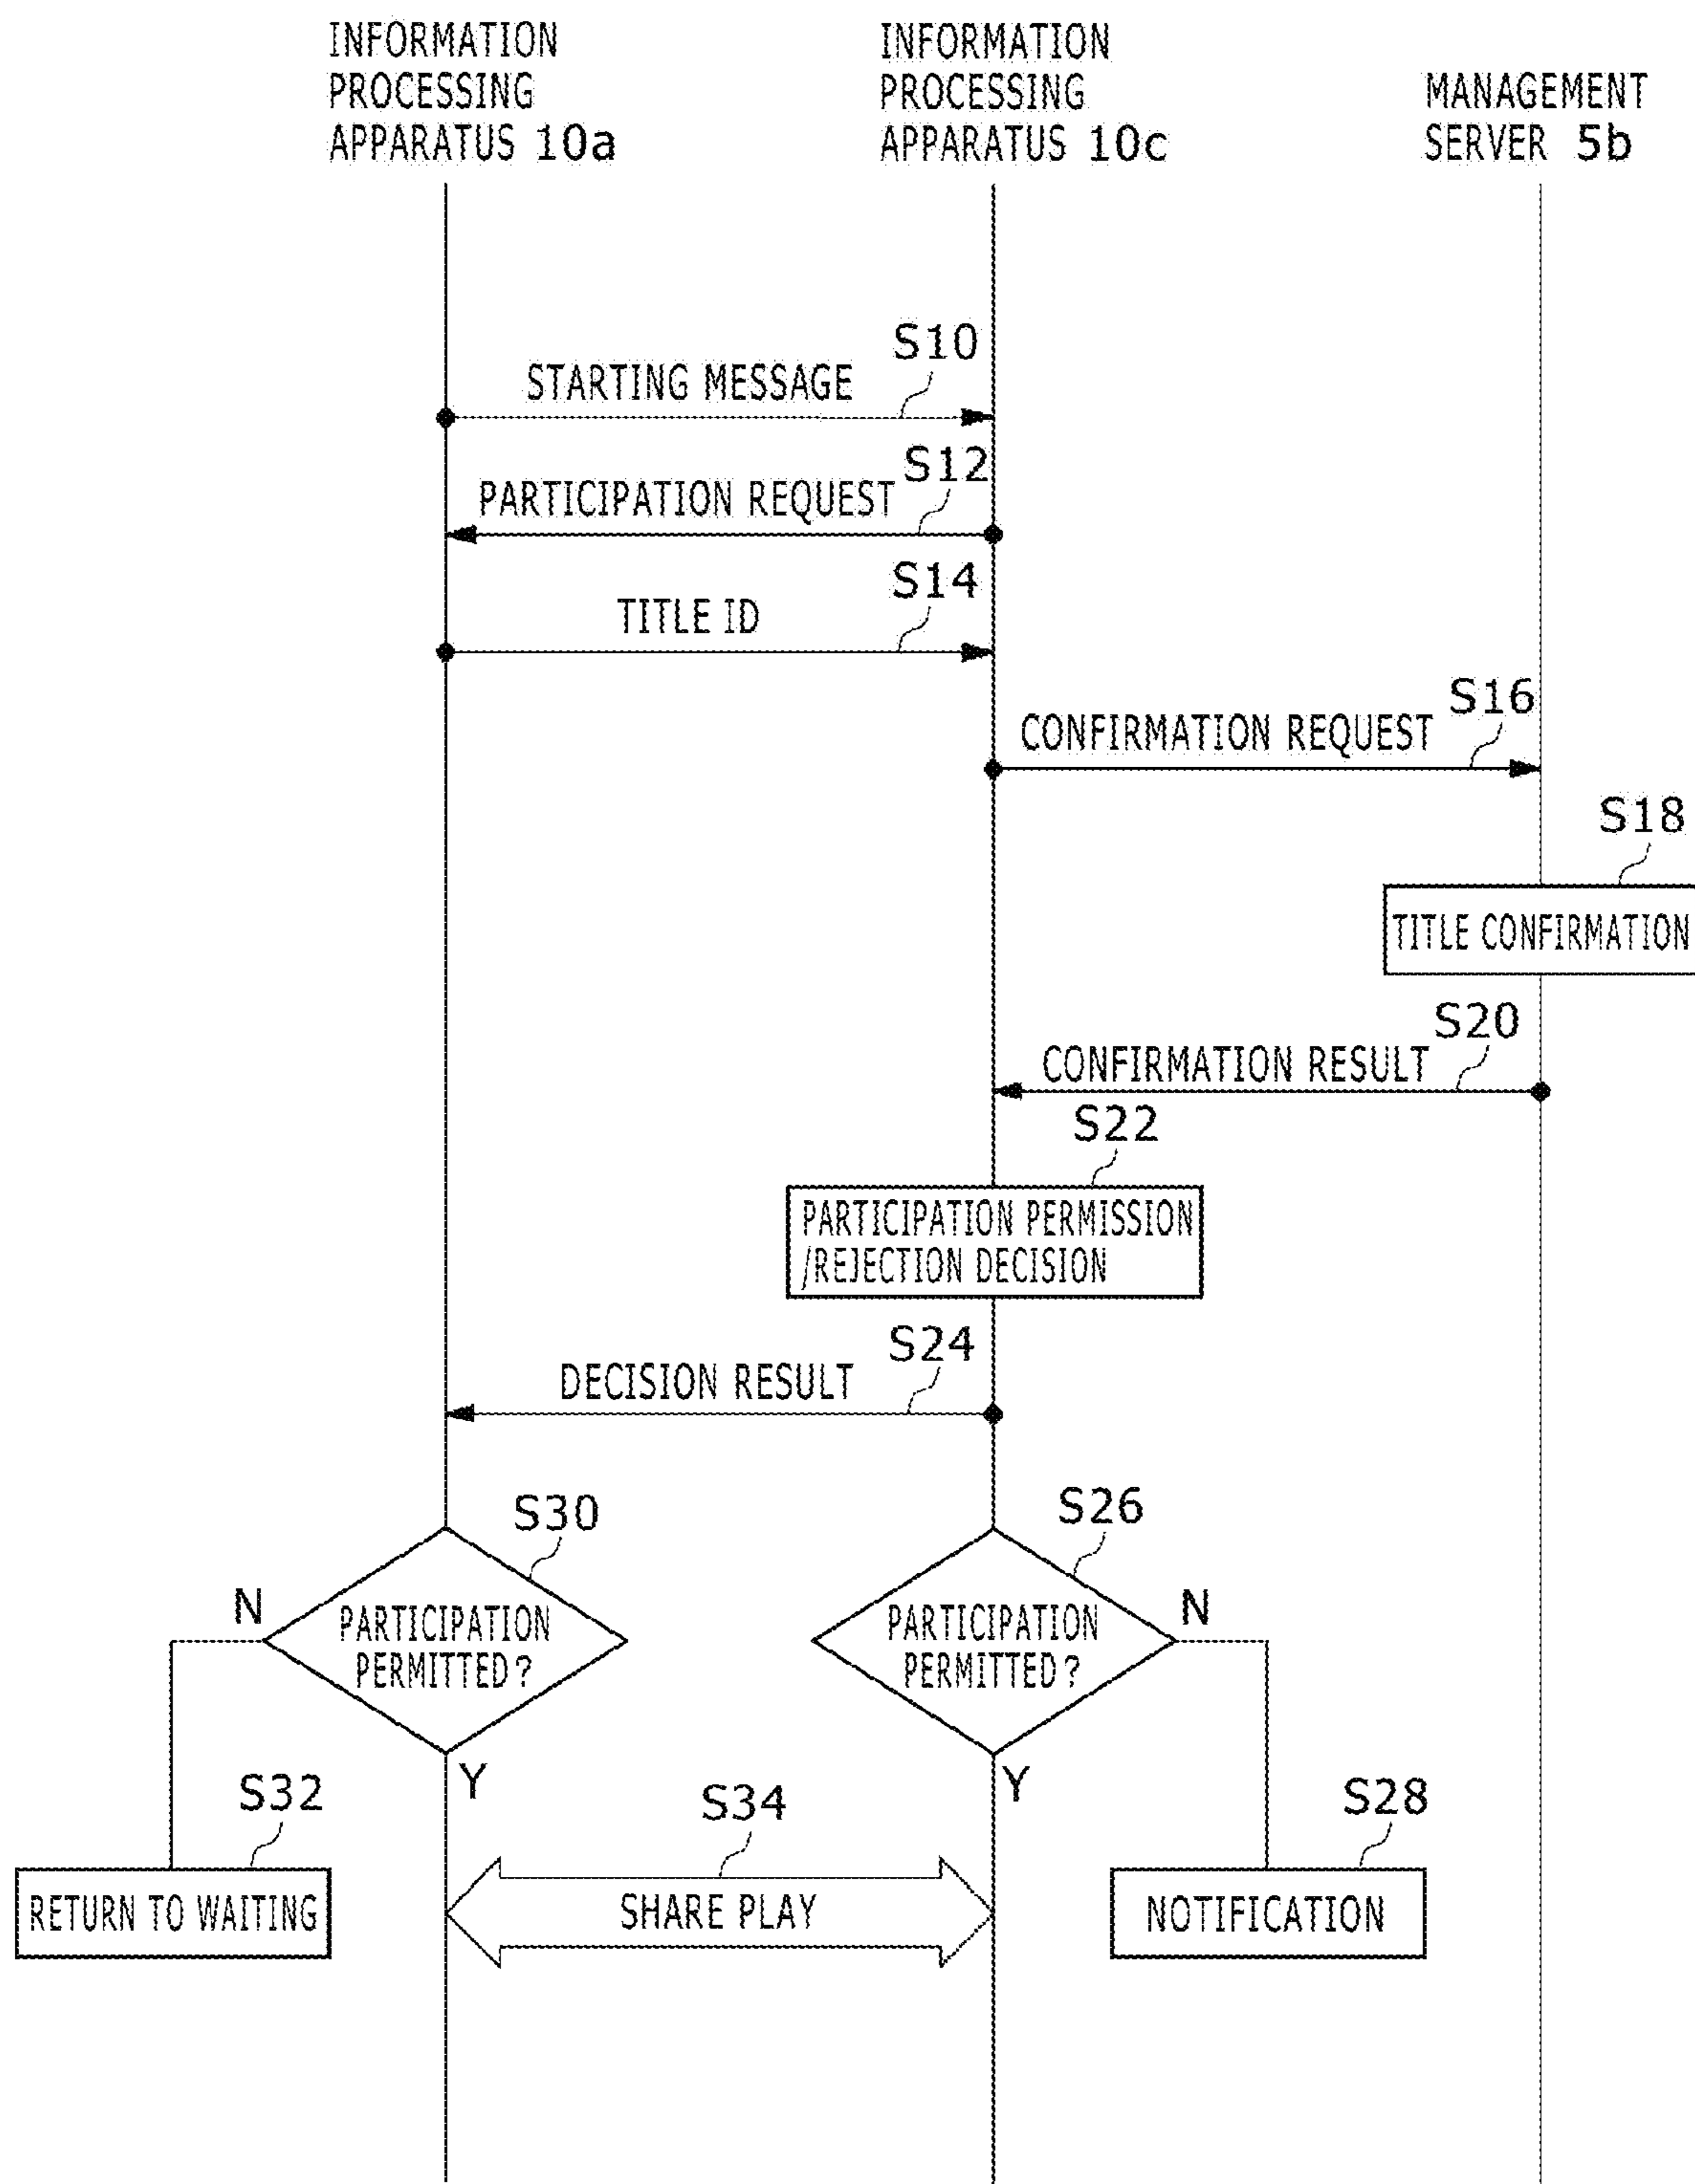 INFORMATION
PROCESSING
APPARATUS 10a
INFORMATION
PROCESSING
APPARATUS 10c
MANAGEMENT
SERVER 5b
S10
STARTING MESSAGE
S12
PARTICIPATION REQUEST
S14
TITLE ID
S16
CONFIRMATION REQUEST
S18
TITLE CONFIRMATION
S20
CONFIRMATION RESULT
S22
PARTICIPATION PERMISSION
/REJECTION DECISION
S24
DECISION RESULT
S30
N
PARTICIPATION
PERMITTED?
Y
S26
PARTICIPATION
PERMITTED?
N
Y
S32
RETURN TO WAITING
S34
SHARE PLAY
S28
NOTIFICATION